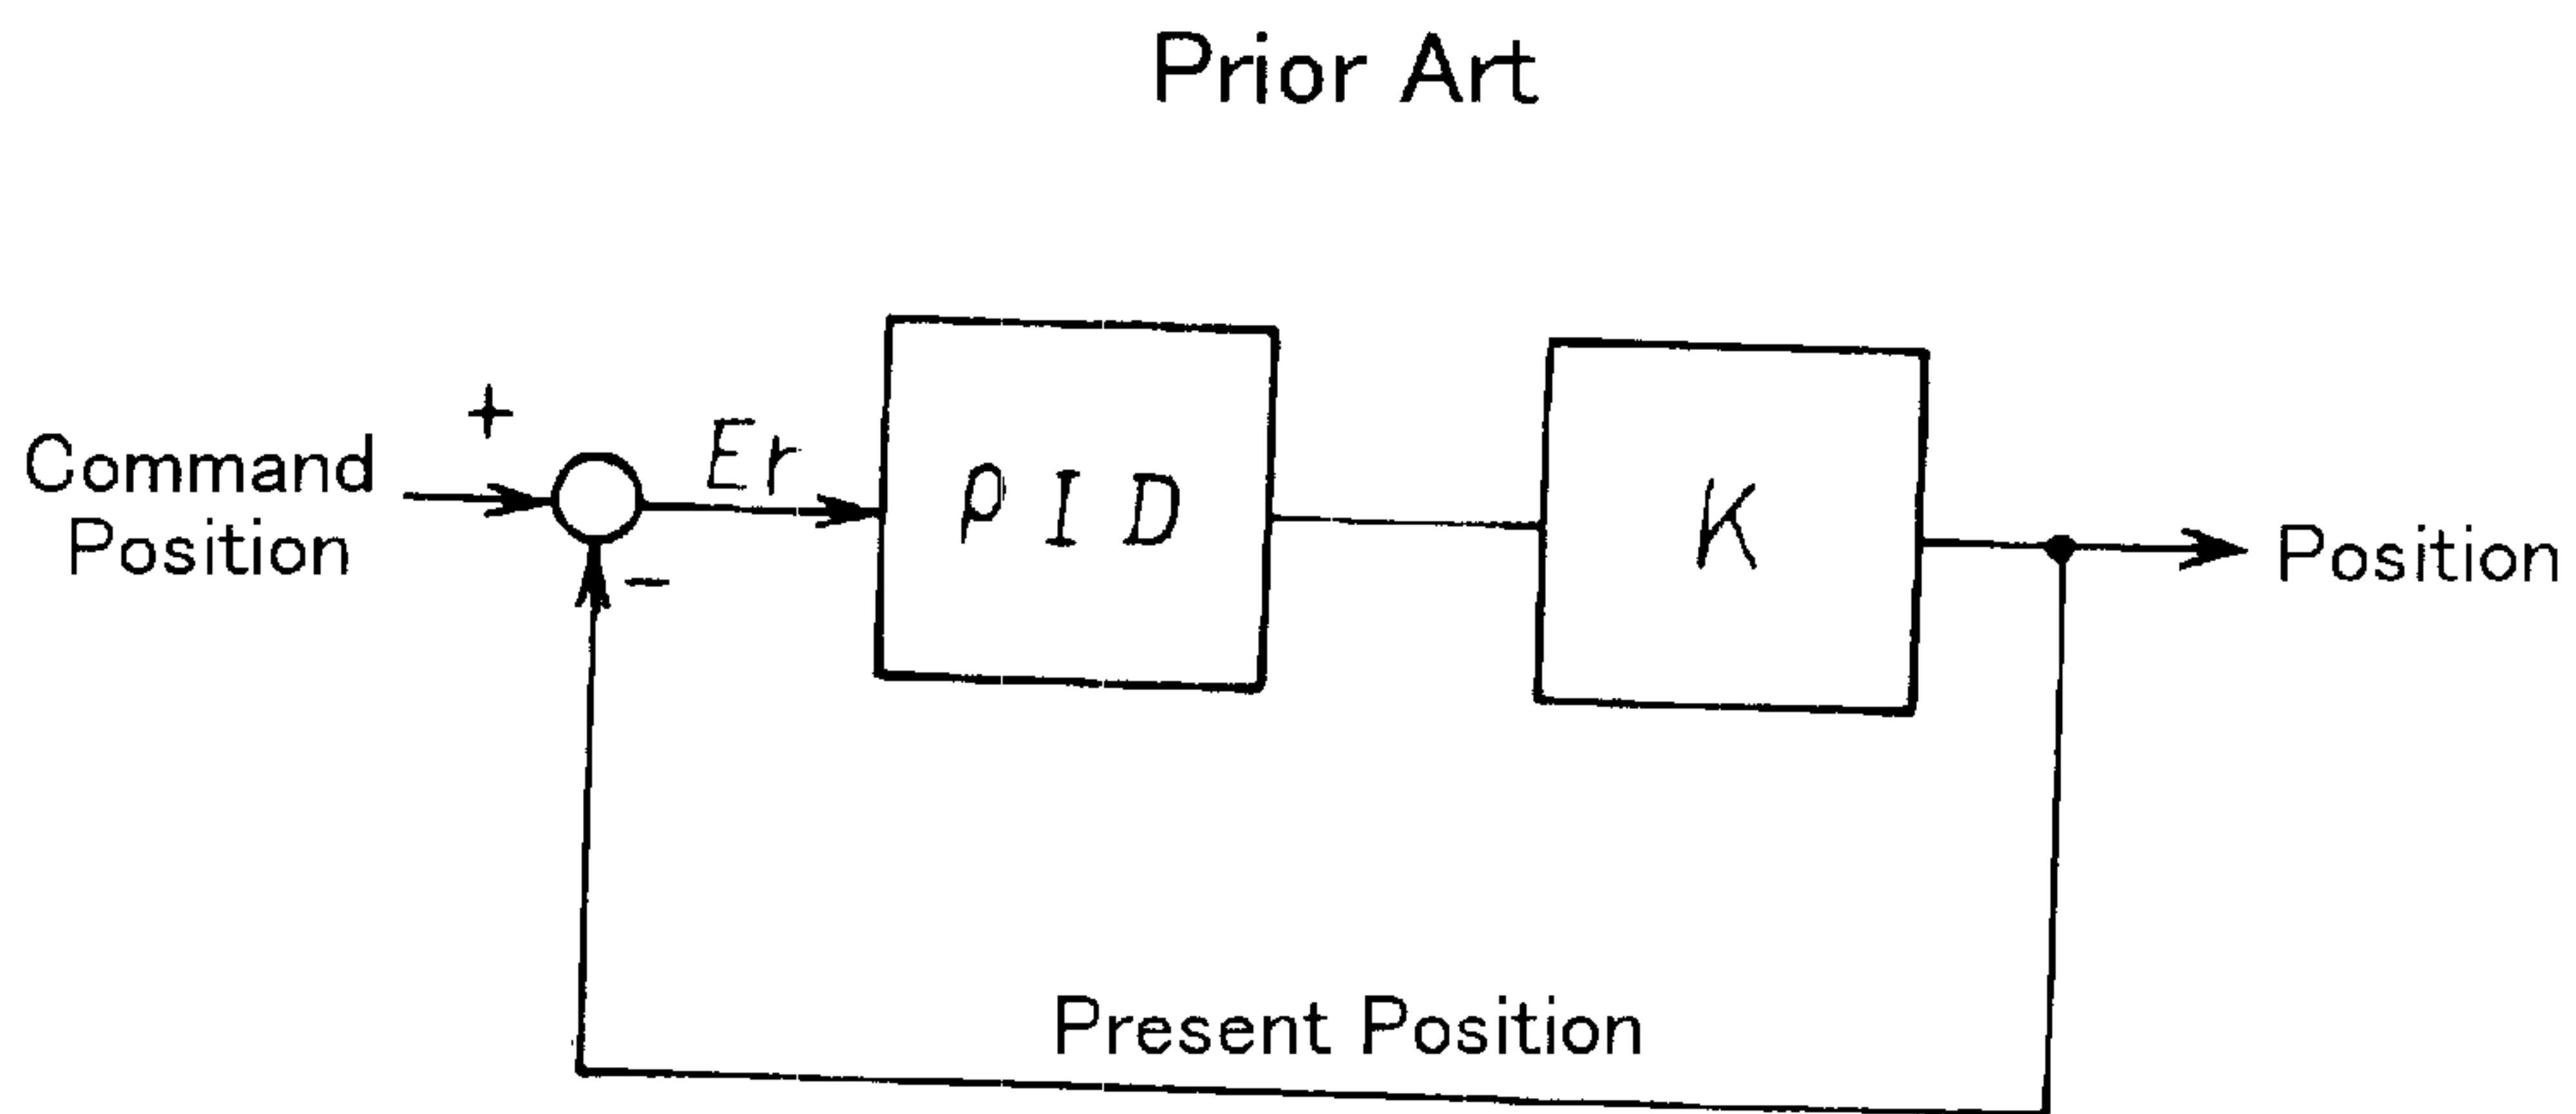 Prior Art
+
Command
Position
Er
PID
K
Position
-
Present Position